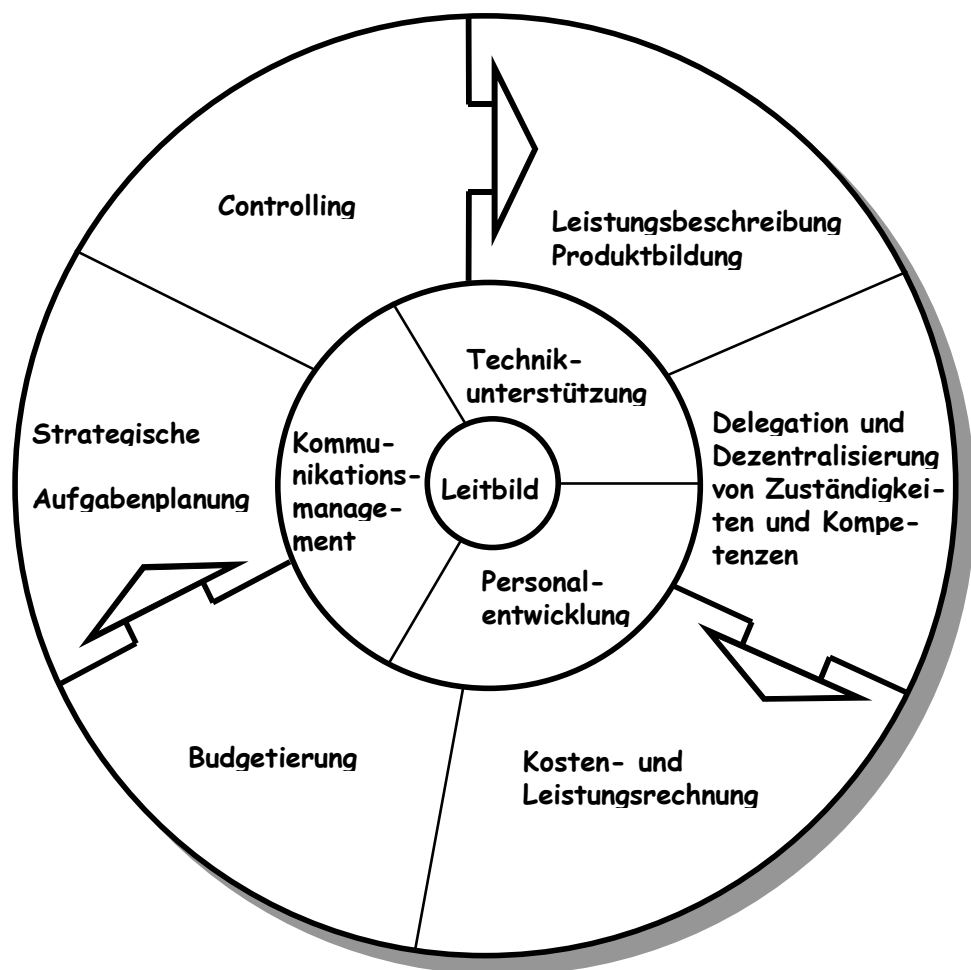 Controlling
Leistungsbeschreibung
Produktbildung
Technik-
unterstützung
Delegation und
Dezentralisierung
von Zuständigkei-
ten und Kompe-
tenzen
Strategische
Aufgabenplanung
Kommu-
nikations-
manage-
ment
Leitbild
Personal-
entwicklung
Budgetierung
Kosten- und
Leistungsrechnung